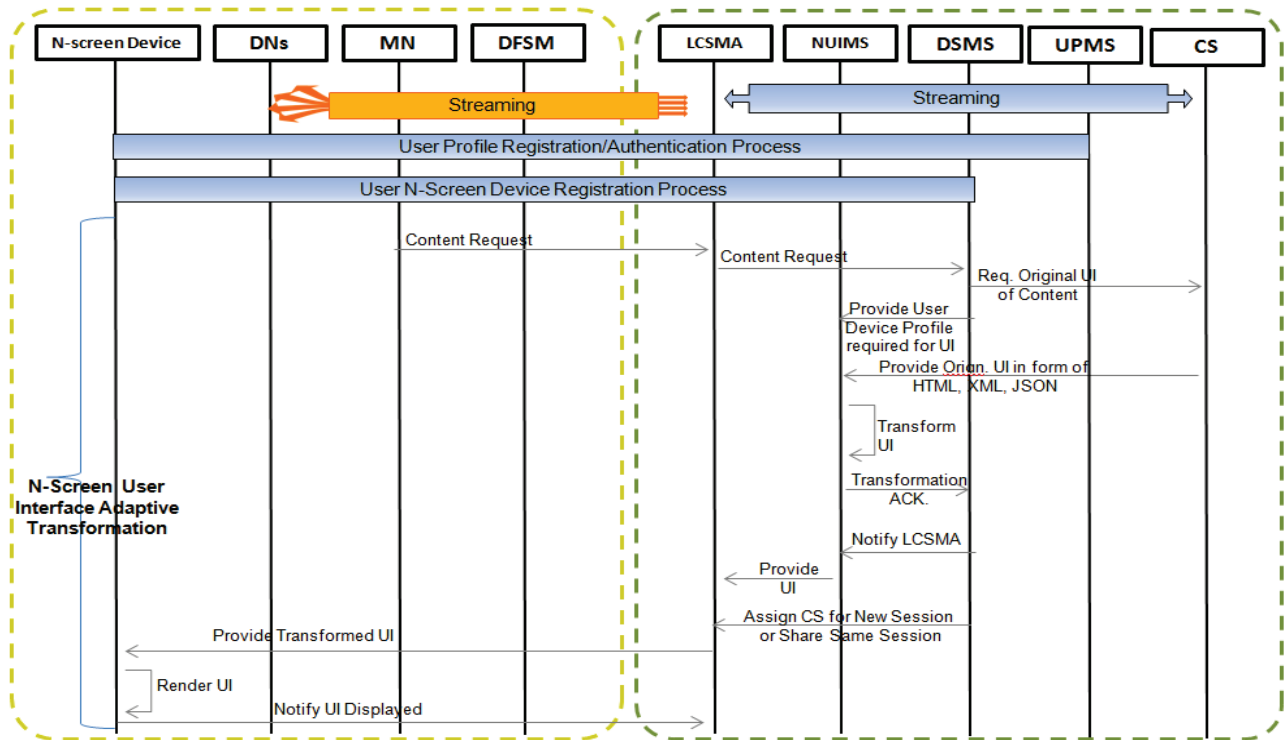 N-screen Device
DNs
MN
DFSM
LCSMA
NUIMS
DSMS
UPMS
CS
Streaming
Streaming
User Profile Registration/Authentication Process
User N-Screen Device Registration Process
Content Request
Content Request
Req. Original UI
of Content
Provide User
Device Profile
required for UI
Provide Orign. UI in form of
HTML, XML, JSON
Transform
UI
Transformation
ACK.
N-Screen User
Interface Adaptive
Transformation
Notify LCSMA
Provide
UI
Assign CS for New Session
or Share Same Session
Provide Transformed UI
Render UI
Notify UI Displayed